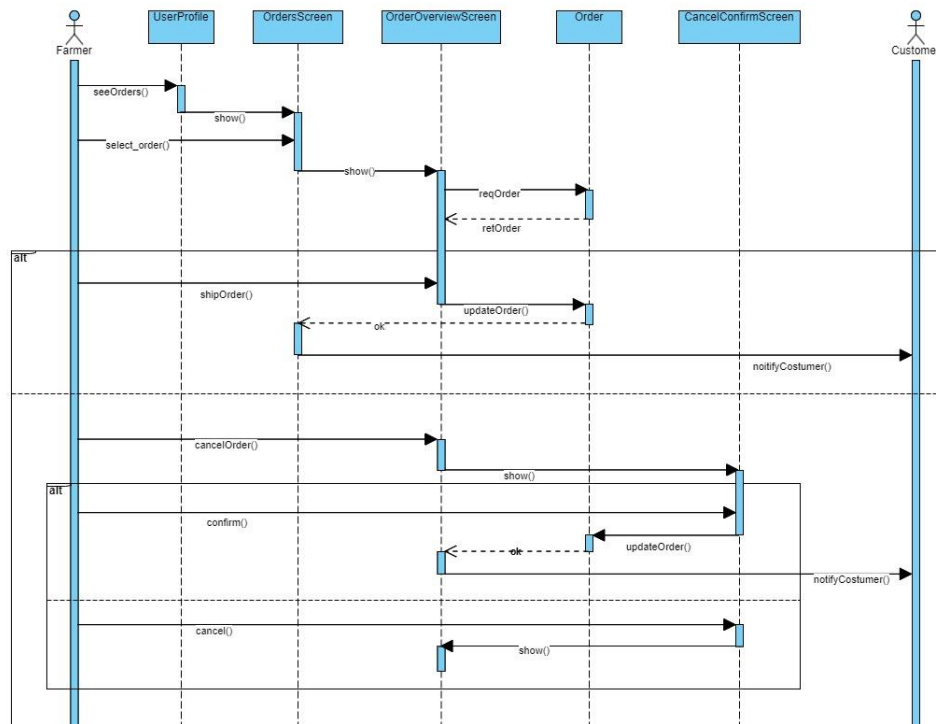 UserProfile
OrdersScreen
OrderOverviewScreen
Order
CancelConfirmScreen
Farmer
Custome
seeOrders()
show()
select_order()
show()
reqOrder
retOrder
alt
shipOrder()
updateOrder()
ok
noitifyCostumer()
cancelOrder()
show()
alt
confirm()
updateOrder()
ok
notifyCostumer()
cancel()
show()